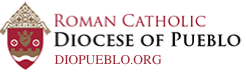 ROMAN CATHOLIC
DIOCESE OF PUEBLO
DIOPUEBLO.ORG